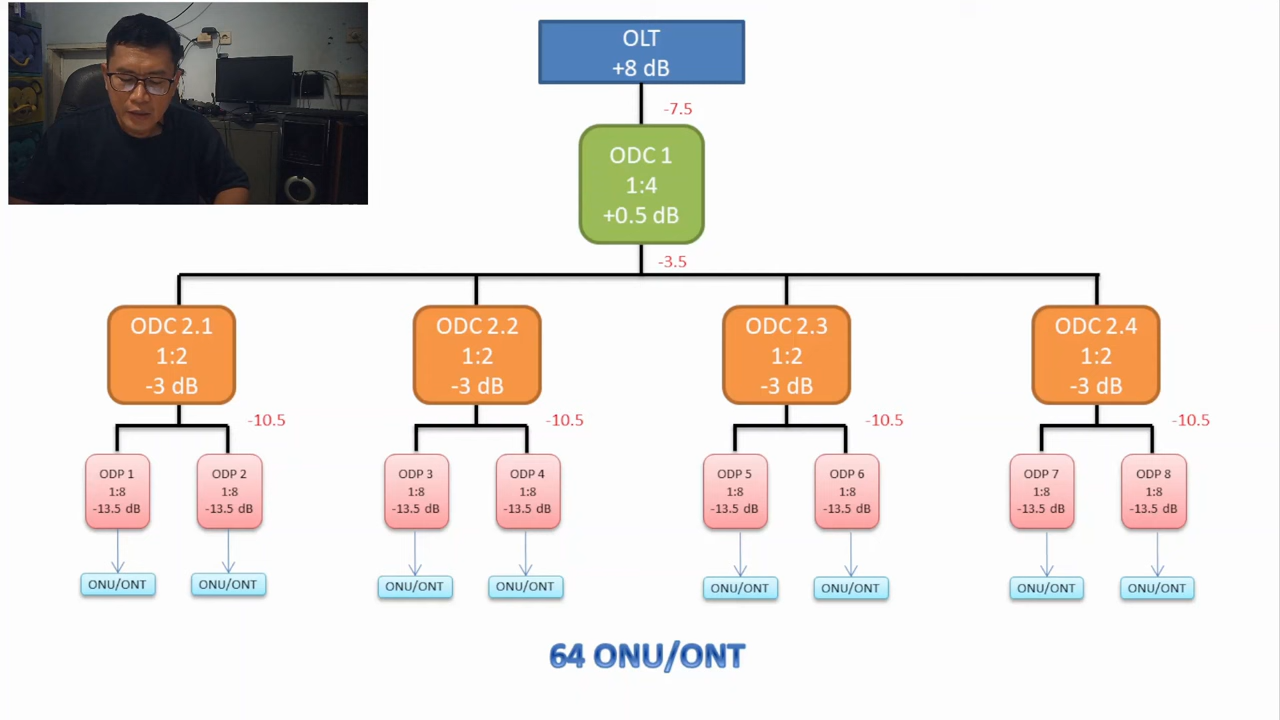 OLT
+8 dB
-7.5
ODC 1
1:4
+0.5 dB
-3.5
ODC 2.1
1:2
-3 dB
ODC 2.2
1:2
-3 dB
ODC 2.3
1:2
-3 dB
ODC 2.4
1:2
-3 dB
-10.5
-10.5
-10.5
-10.5
ODP 1
1:8
-13.5 dB
ODP 2
1:8
-13.5 dB
ODP 3
1:8
-13.5 dB
ODP 4
1:8
-13.5 dB
ODP 5
1:8
-13.5 dB
ODP 6
1:8
-13.5 dB
ODP 7
1:8
-13.5 dB
ODP 8
1:8
-13.5 dB
ONU/ONT
ONU/ONT
ONU/ONT
ONU/ONT
ONU/ONT
ONU/ONT
ONU/ONT
ONU/ONT
64 ONU/ONT